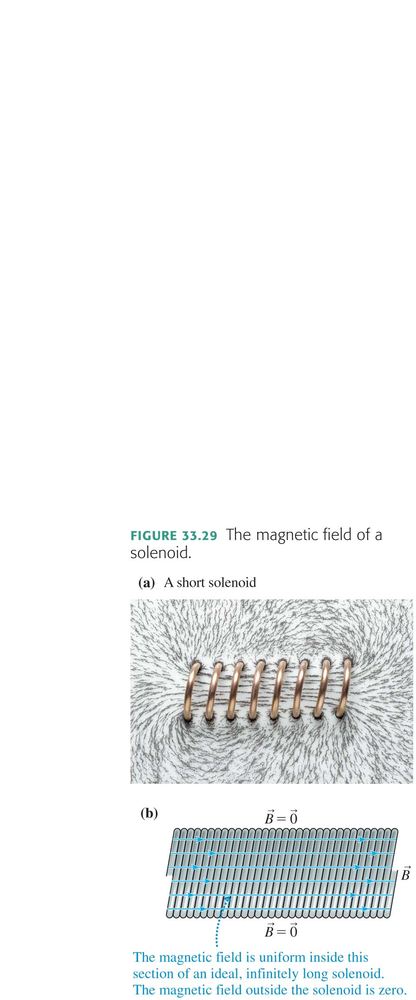 FIGURE 33.29 The magnetic field of a
solenoid.
(a) A short solenoid
(b)
B⃗ = 0⃗
B⃗
B⃗ = 0⃗
The magnetic field is uniform inside this
section of an ideal, infinitely long solenoid.
The magnetic field outside the solenoid is zero.